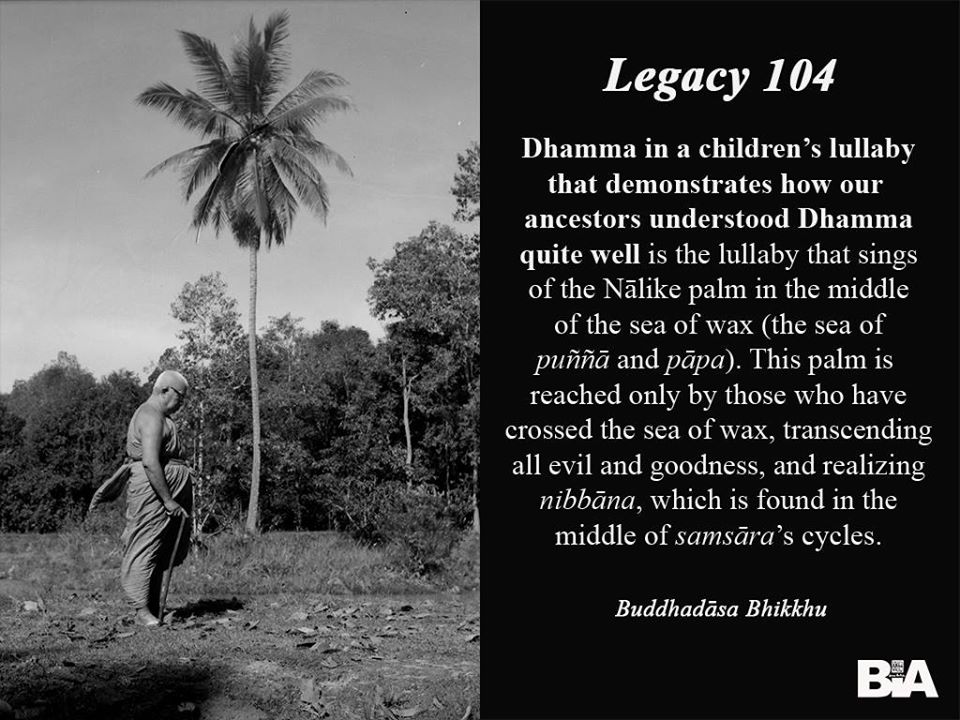 Legacy 104
Dhamma in a children's lullaby
that demonstrates how our
ancestors understood Dhamma
quite well is the lullaby that sings
of the Nālike palm in the middle
of the sea of wax (the sea of
puññā and pāpa). This palm is
reached only by those who have
crossed the sea of wax, transcending
all evil and goodness, and realizing
nibbāna, which is found in the
middle of samsāra's cycles.
Buddhadāsa Bhikkhu
BIA